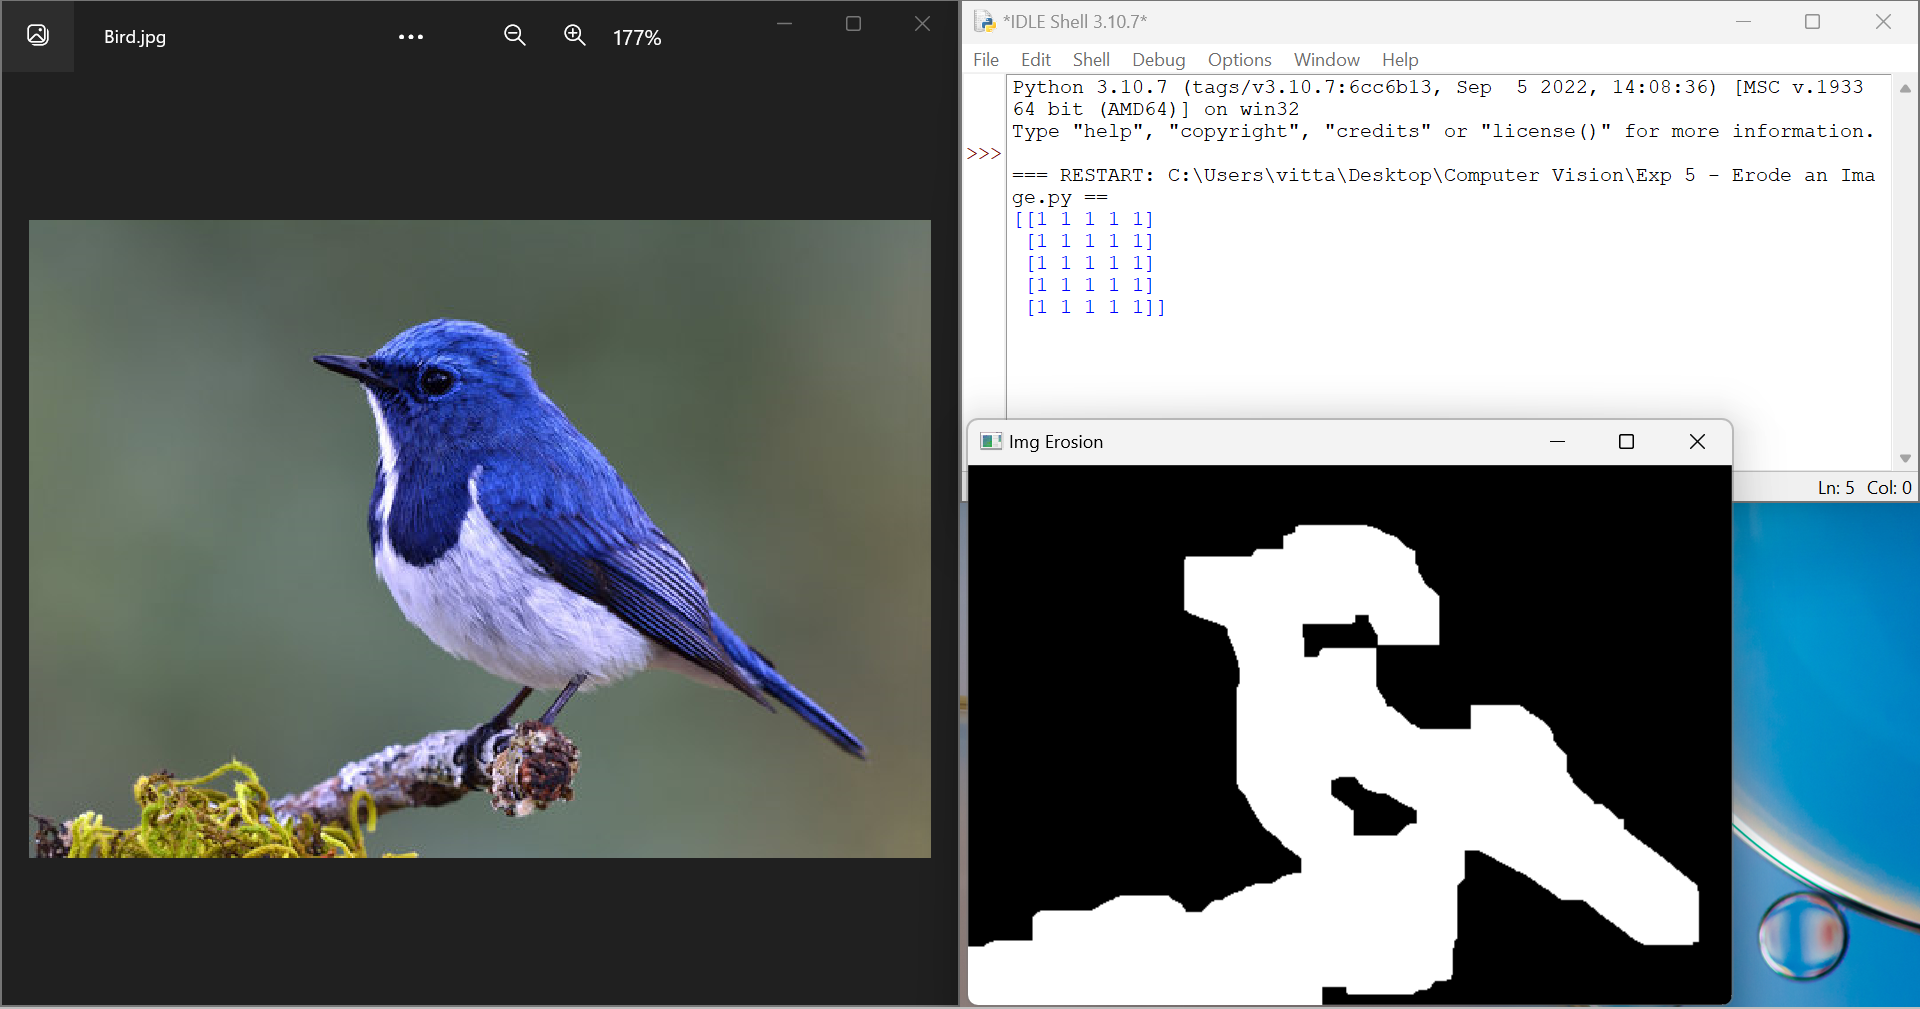 Bird.jpg
177%
*IDLE Shell 3.10.7*
File Edit Shell Debug Options Window Help
Python 3.10.7 (tags/v3.10.7:6cc6b13, Sep  5 2022, 14:08:36) [MSC v.1933
64 bit (AMD64)] on win32
Type "help", "copyright", "credits" or "license()" for more information.
>>>
=== RESTART: C:\Users\vitta\Desktop\Computer Vision\Exp 5 - Erode an Ima
ge.py ==
[[1 1 1 1 1]
 [1 1 1 1 1]
 [1 1 1 1 1]
 [1 1 1 1 1]
 [1 1 1 1 1]]
Img Erosion
Ln: 5 Col: 0